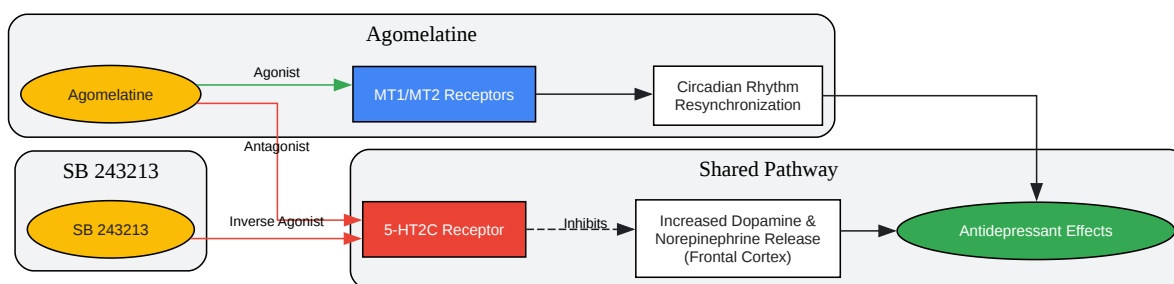 Agomelatine
Agonist
Agomelatine
MT1/MT2 Receptors
Circadian Rhythm
Resynchronization
Antagonist
SB 243213
Shared Pathway
Inverse Agonist
SB 243213
5-HT2C Receptor
Inhibits
Increased Dopamine &
Norepinephrine Release
(Frontal Cortex)
Antidepressant Effects